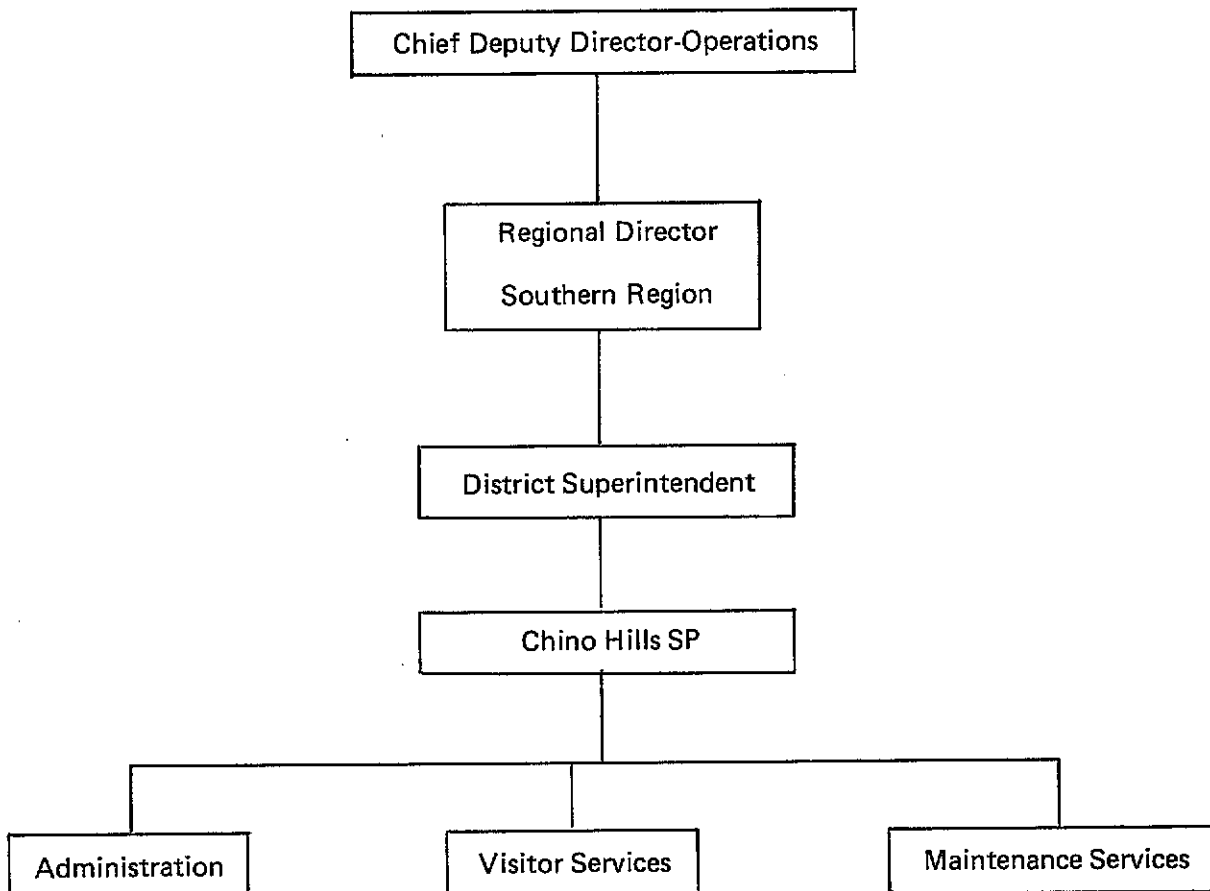 Chief Deputy Director-Operations
Regional Director
Southern Region
District Superintendent
Chino Hills SP
Administration
Visitor Services
Maintenance Services